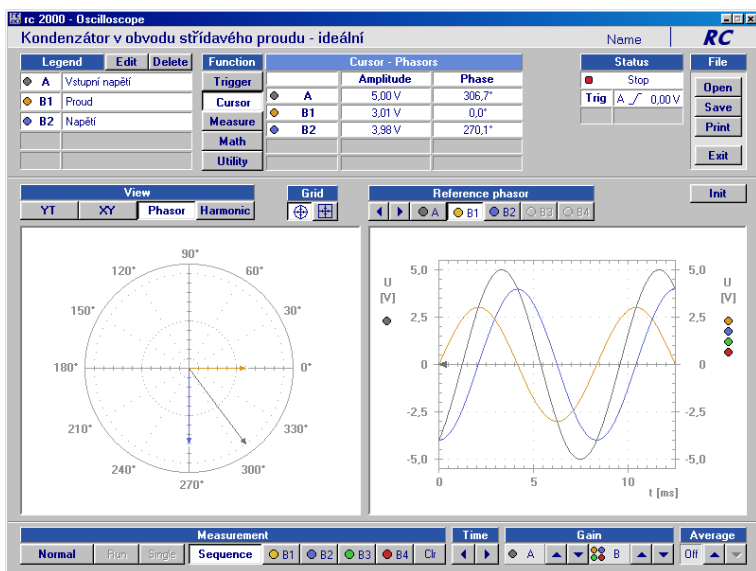 rc 2000 - Oscilloscope
Kondenzátor v obvodu střídavého proudu - ideální Name RC
Legend Edit Delete Function Cursor - Phasors Status File
A Vstupní napětí Trigger Amplitude Phase Stop Open
B1 Proud Cursor A 5,00 V 306,7° Trig A 0,00 V Save
B2 Napětí Measure B1 3,01 V 0,0° Print
Math B2 3,98 V 270,1°
Utility Exit
View Grid Reference phasor Init
YT XY Phasor Harmonic A B1 B2 B3 B4
90°
120° 60°
150° 30°
180° 0°
210° 330°
240° 300°
270°
U [V] 5,0 2,5 0 -2,5 -5,0
5,0 2,5 0 -2,5 -5,0 U [V]
0 5 10
t [ms]
Measurement Time Gain Average
Normal Run Single Sequence B1 B2 B3 B4 Clr A B Off